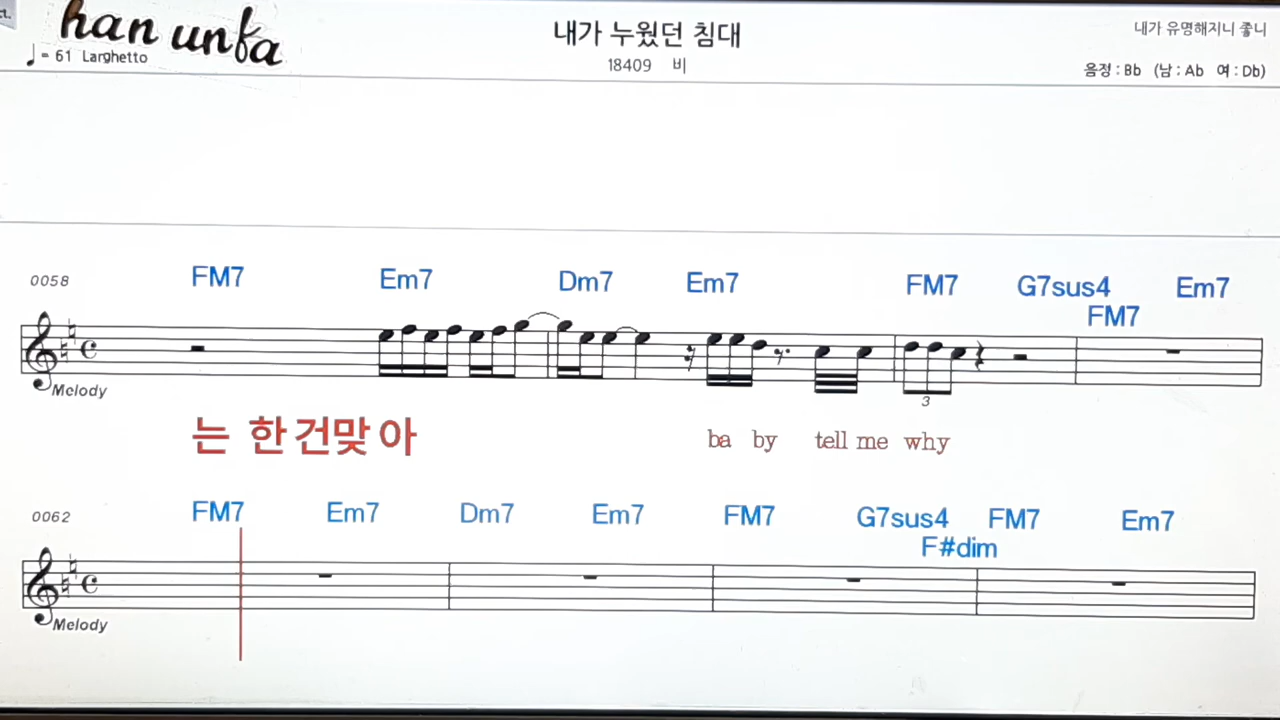 han unfa
♩= 61 Larghetto
내가 누웠던 침대
18409 비
내가 유명해지니 좋니
음정 : Bb (남 : Ab 여 : Db)
0058 FM7 Em7 Dm7 Em7 FM7 G7sus4 Em7
FM7
Melody
3
는 한 건맞 아 ba by tell me why
0062 FM7 Em7 Dm7 Em7 FM7 G7sus4 FM7 Em7
F#dim
Melody